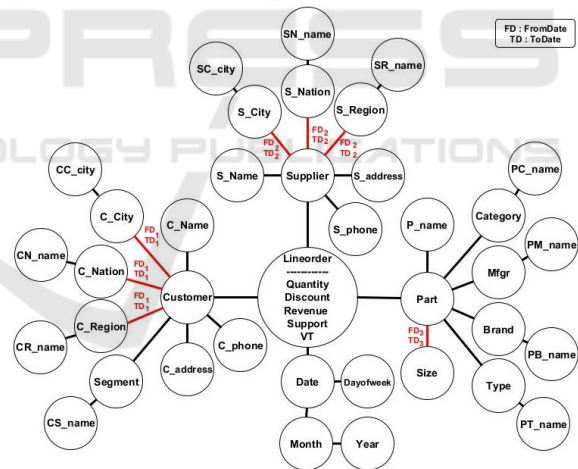 PRESS
OLOGY PUBLICATIONS
FD : FromDate
TD : ToDate
SN_name
SC_city
SR_name
S_Nation
S_City
S_Region
FD2
TD2
FD2
TD2
FD2
TD2
S_Name
Supplier
S_address
S_phone
CC_city
C_City
C_Name
CN_name
C_Nation
FD1
TD1
FD1
TD1
FD1
TD1
Customer
C_Region
CR_name
Segment
CS_name
C_address
C_phone
Lineorder
------------
Quantity
Discount
Revenue
Support
VT
Date
Dayofweek
Month
Year
PC_name
P_name
Category
PM_name
Mfgr
Part
Brand
PB_name
FD3
TD3
Size
Type
PT_name